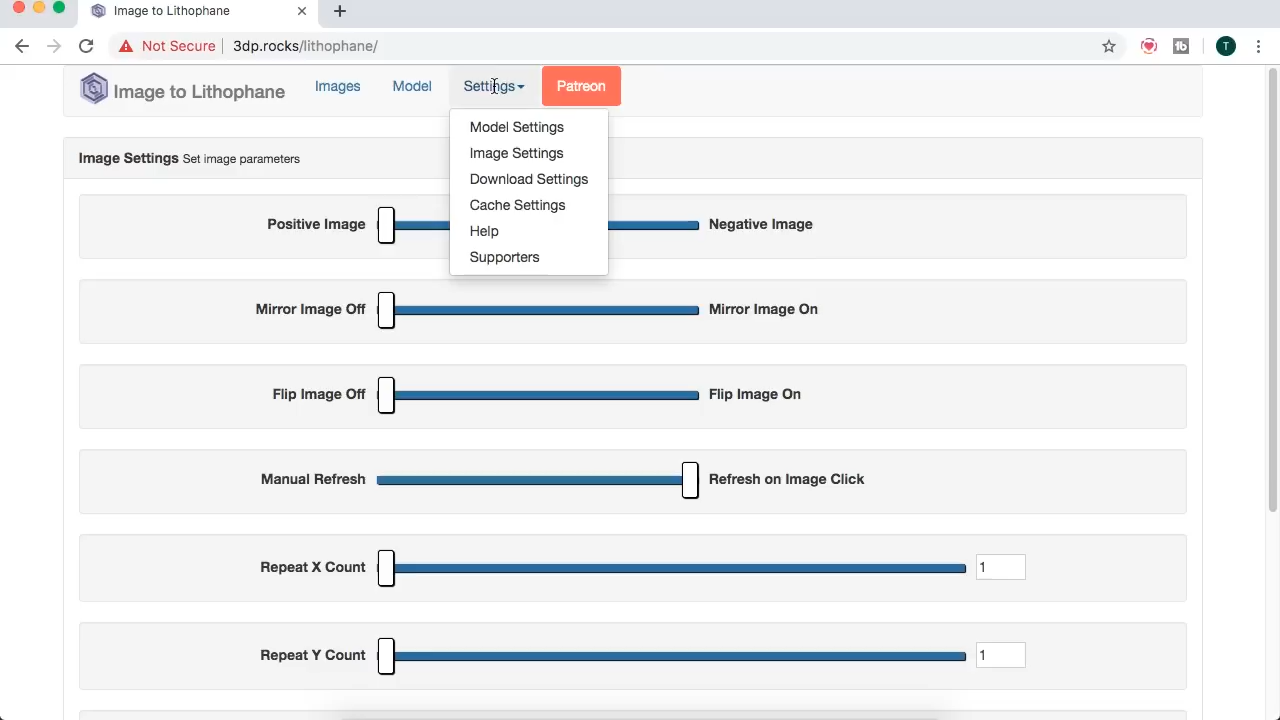 Image to Lithophane
Not Secure
3dp.rocks/lithophane/
T
Image to Lithophane
Images
Model
Settings
Patreon
Model Settings
Image Settings
Download Settings
Cache Settings
Help
Supporters
Image Settings Set image parameters
Positive Image
Negative Image
Mirror Image Off
Mirror Image On
Flip Image Off
Flip Image On
Manual Refresh
Refresh on Image Click
Repeat X Count
1
Repeat Y Count
1